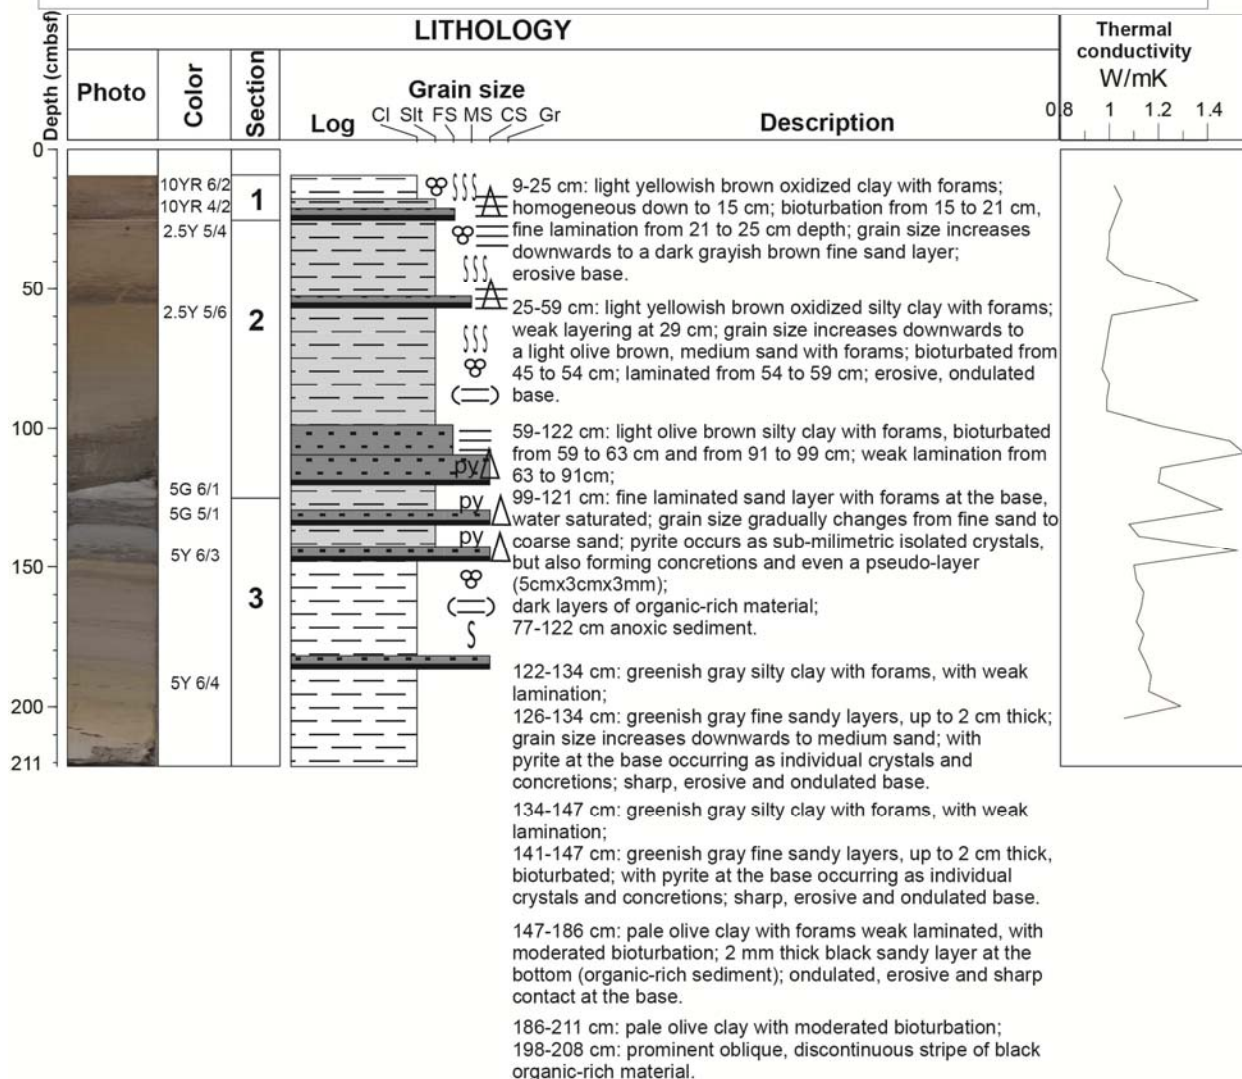 LITHOLOGY
Depth (cmbsf)
Photo
Color
Section
Log
Grain size
Cl Slt FS MS CS Gr
Description
Thermal
conductivity
W/mK
0.8 1 1.2 1.4
0
50
100
150
200
211
10YR 6/2
10YR 4/2
2.5Y 5/4
2.5Y 5/6
5G 6/1
5G 5/1
5Y 6/3
5Y 6/4
1
2
3
py
py
py
9-25 cm: light yellowish brown oxidized clay with forams;
homogeneous down to 15 cm; bioturbation from 15 to 21 cm,
fine lamination from 21 to 25 cm depth; grain size increases
downwards to a dark grayish brown fine sand layer;
erosive base.
25-59 cm: light yellowish brown oxidized silty clay with forams;
weak layering at 29 cm; grain size increases downwards to
a light olive brown, medium sand with forams; bioturbated from
45 to 54 cm; laminated from 54 to 59 cm; erosive, ondulated
base.
59-122 cm: light olive brown silty clay with forams, bioturbated
from 59 to 63 cm and from 91 to 99 cm; weak lamination from
63 to 91cm;
99-121 cm: fine laminated sand layer with forams at the base,
water saturated; grain size gradually changes from fine sand to
coarse sand; pyrite occurs as sub-milimetric isolated crystals,
but also forming concretions and even a pseudo-layer
(5cmx3cmx3mm);
dark layers of organic-rich material;
77-122 cm anoxic sediment.
122-134 cm: greenish gray silty clay with forams, with weak
lamination;
126-134 cm: greenish gray fine sandy layers, up to 2 cm thick;
grain size increases downwards to medium sand; with
pyrite at the base occurring as individual crystals and
concretions; sharp, erosive and ondulated base.
134-147 cm: greenish gray silty clay with forams, with weak
lamination;
141-147 cm: greenish gray fine sandy layers, up to 2 cm thick,
bioturbated; with pyrite at the base occurring as individual
crystals and concretions; sharp, erosive and ondulated base.
147-186 cm: pale olive clay with forams weak laminated, with
moderated bioturbation; 2 mm thick black sandy layer at the
bottom (organic-rich sediment); ondulated, erosive and sharp
contact at the base.
186-211 cm: pale olive clay with moderated bioturbation;
198-208 cm: prominent oblique, discontinuous stripe of black
organic-rich material.